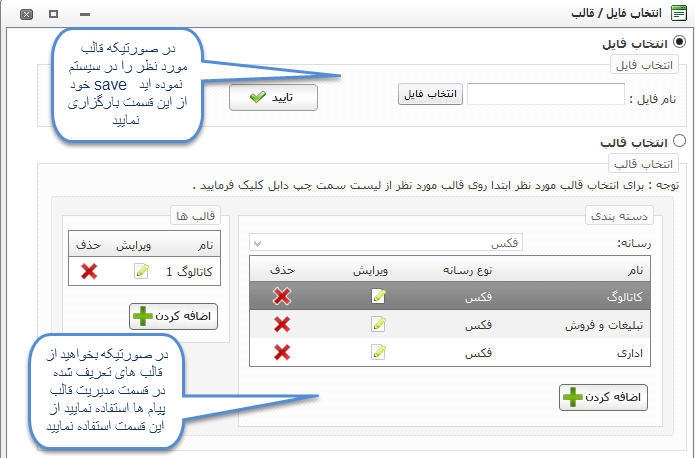 انتخاب فایل / قالب
انتخاب فایل
انتخاب فایل
نام فایل :
انتخاب فایل
تایید
در صورتیکه قالب
مورد نظر را در سیستم
خود save نموده اید
از این قسمت بارگزاری
نمایید
انتخاب قالب
انتخاب قالب
توجه : برای انتخاب قالب مورد نظر ابتدا روی قالب مورد نظر از لیست سمت چپ دابل کلیک فرمایید .
دسته بندی
رسانه:
فکس
نام نوع رسانه ویرایش حذف
کاتالوگ فکس
تبلیغات و فروش فکس
اداری فکس
اضافه کردن
قالب ها
نام ویرایش حذف
کاتالوگ 1
اضافه کردن
در صورتیکه بخواهید از
قالب های تعریف شده
در قسمت مدیریت قالب
پیام ها استفاده نمایید از
این قسمت استفاده نمایید